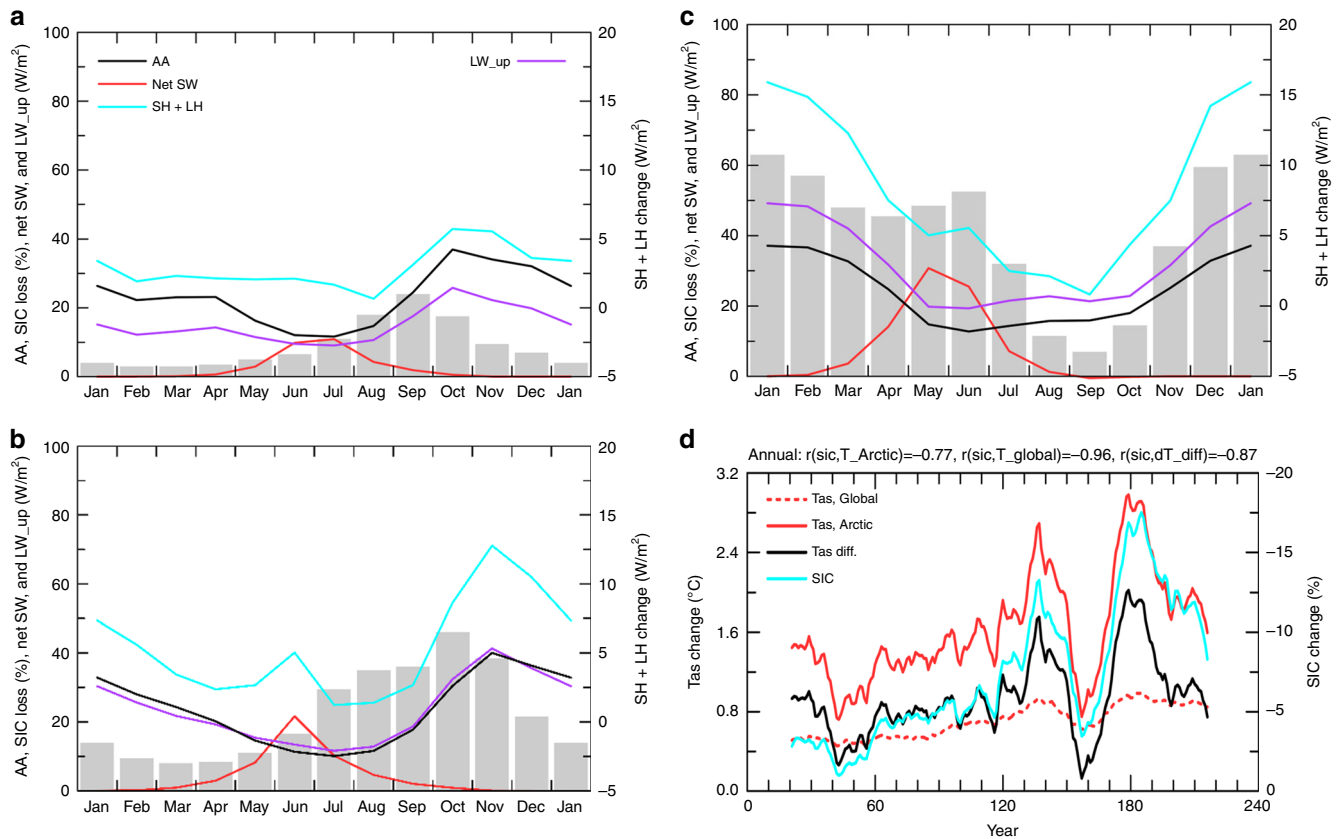 a
100
80
60
40
20
0
AA, SIC loss (%), net SW, and LW_up (W/m²)
AA
Net SW
SH + LH
LW_up
20
15
10
5
0
–5
SH + LH change (W/m²)
Jan Feb Mar Apr May Jun Jul Aug Sep Oct Nov Dec Jan
b
100
80
60
40
20
0
AA, SIC loss (%), net SW, and LW_up (W/m²)
20
15
10
5
0
–5
SH + LH change (W/m²)
Jan Feb Mar Apr May Jun Jul Aug Sep Oct Nov Dec Jan
c
100
80
60
40
20
0
AA, SIC loss (%), net SW, and LW_up (W/m²)
20
15
10
5
0
–5
SH + LH change (W/m²)
Jan Feb Mar Apr May Jun Jul Aug Sep Oct Nov Dec Jan
d
Annual: r(sic,T_Arctic)=–0.77, r(sic,T_global)=–0.96, r(sic,dT_diff)=–0.87
3.2
2.4
1.6
0.8
0.0
Tas change (°C)
Tas, Global
Tas, Arctic
Tas diff.
SIC
–20
–15
–10
–5
0
SIC change (%)
0 60 120 180 240
Year